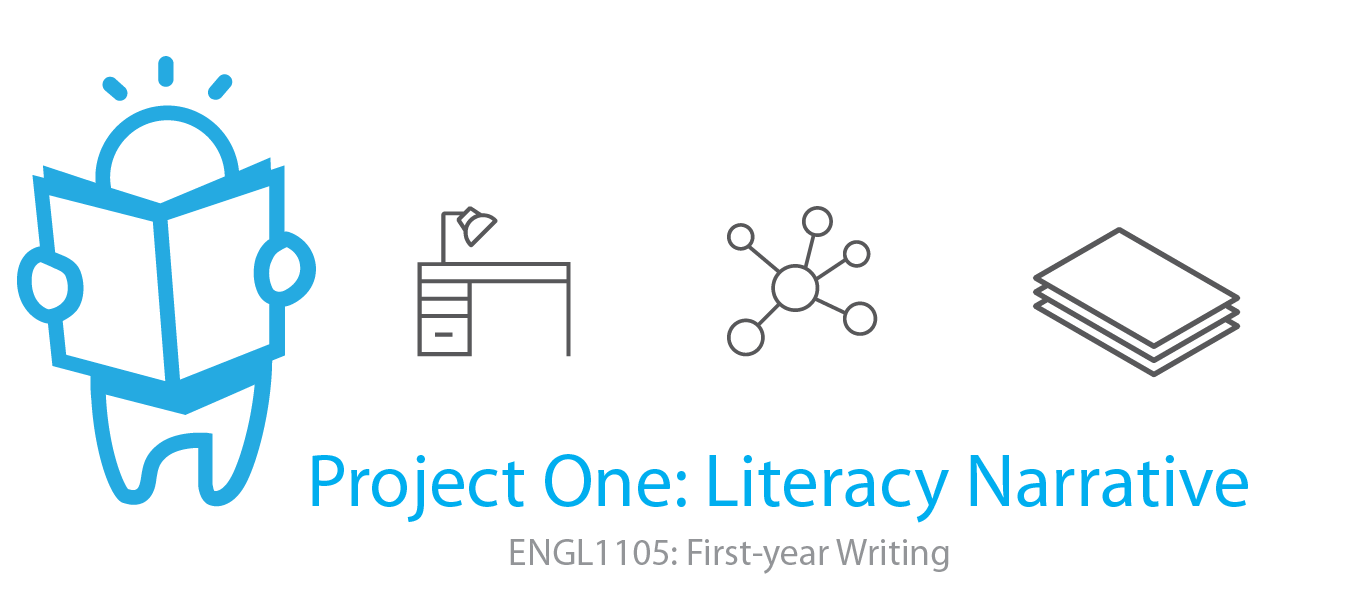 Project One: Literacy Narrative
ENGL1105: First-year Writing